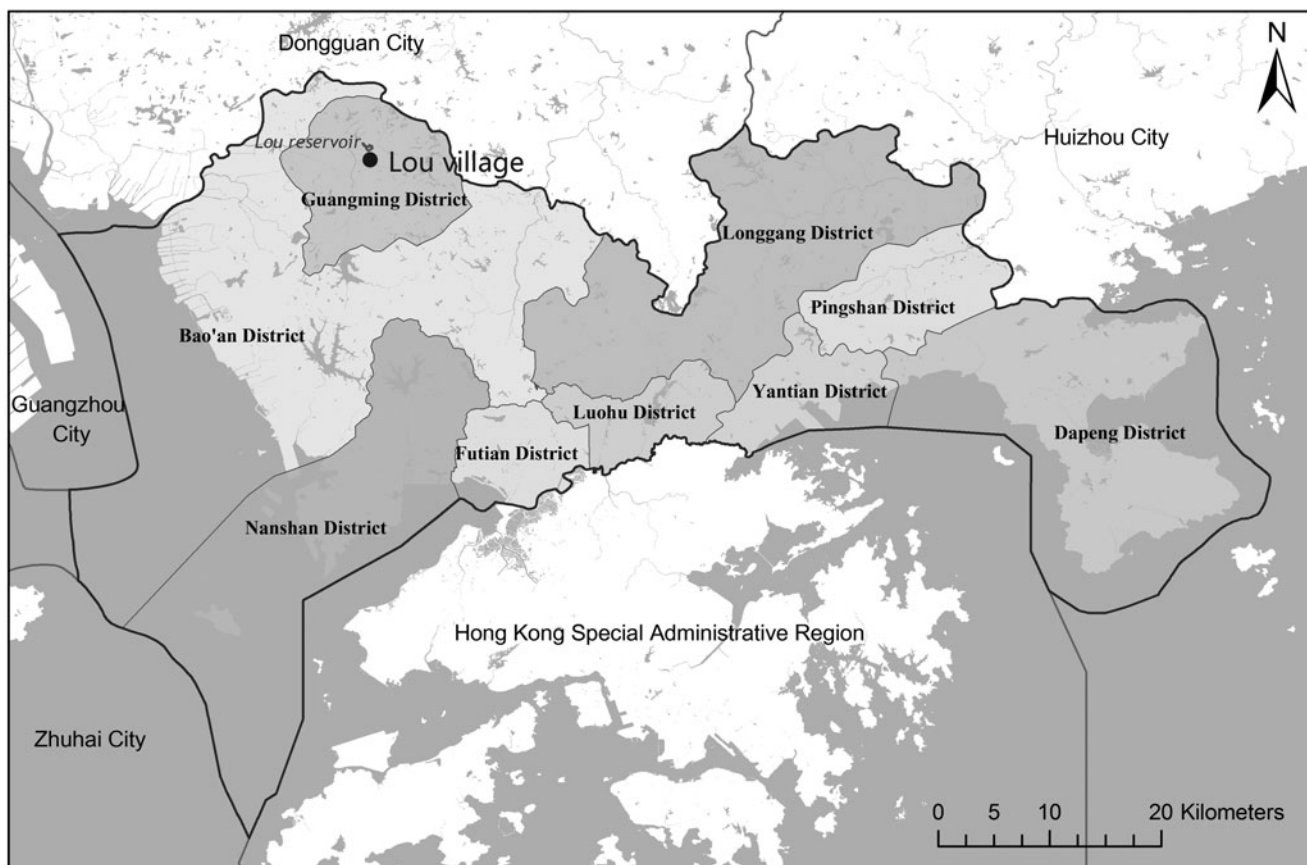 Dongguan City
N
Huizhou City
Lou reservoir
Lou village
Guangming District
Longgang District
Pingshan District
Bao'an District
Yantian District
Guangzhou
City
Luohu District
Dapeng District
Futian District
Nanshan District
Hong Kong Special Administrative Region
Zhuhai City
0 5 10 20 Kilometers